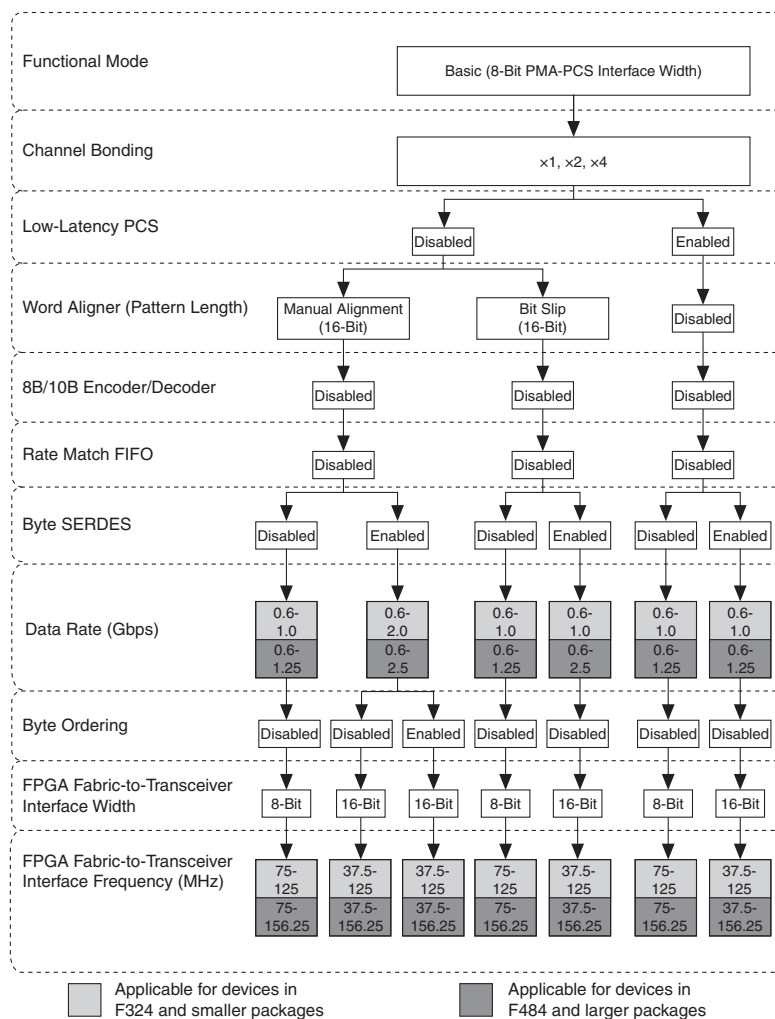 Functional Mode
Basic (8-Bit PMA-PCS Interface Width)
Channel Bonding
×1, ×2, ×4
Low-Latency PCS
Disabled
Enabled
Word Aligner (Pattern Length)
Manual Alignment
(16-Bit)
Bit Slip
(16-Bit)
Disabled
8B/10B Encoder/Decoder
Disabled
Disabled
Disabled
Rate Match FIFO
Disabled
Disabled
Disabled
Byte SERDES
Disabled
Enabled
Disabled
Enabled
Disabled
Enabled
Data Rate (Gbps)
0.6-
1.0
0.6-
1.25
0.6-
2.0
0.6-
2.5
0.6-
1.0
0.6-
1.25
0.6-
1.0
0.6-
2.5
0.6-
1.0
0.6-
1.25
0.6-
1.0
0.6-
1.25
Byte Ordering
Disabled
Disabled
Enabled
Disabled
Disabled
Disabled
Disabled
FPGA Fabric-to-Transceiver
Interface Width
8-Bit
16-Bit
16-Bit
8-Bit
16-Bit
8-Bit
16-Bit
FPGA Fabric-to-Transceiver
Interface Frequency (MHz)
75-
125
75-
156.25
37.5-
125
37.5-
156.25
37.5-
125
37.5-
156.25
75-
125
75-
156.25
37.5-
125
37.5-
156.25
75-
125
75-
156.25
37.5-
125
37.5-
156.25
Applicable for devices in
F324 and smaller packages
Applicable for devices in
F484 and larger packages